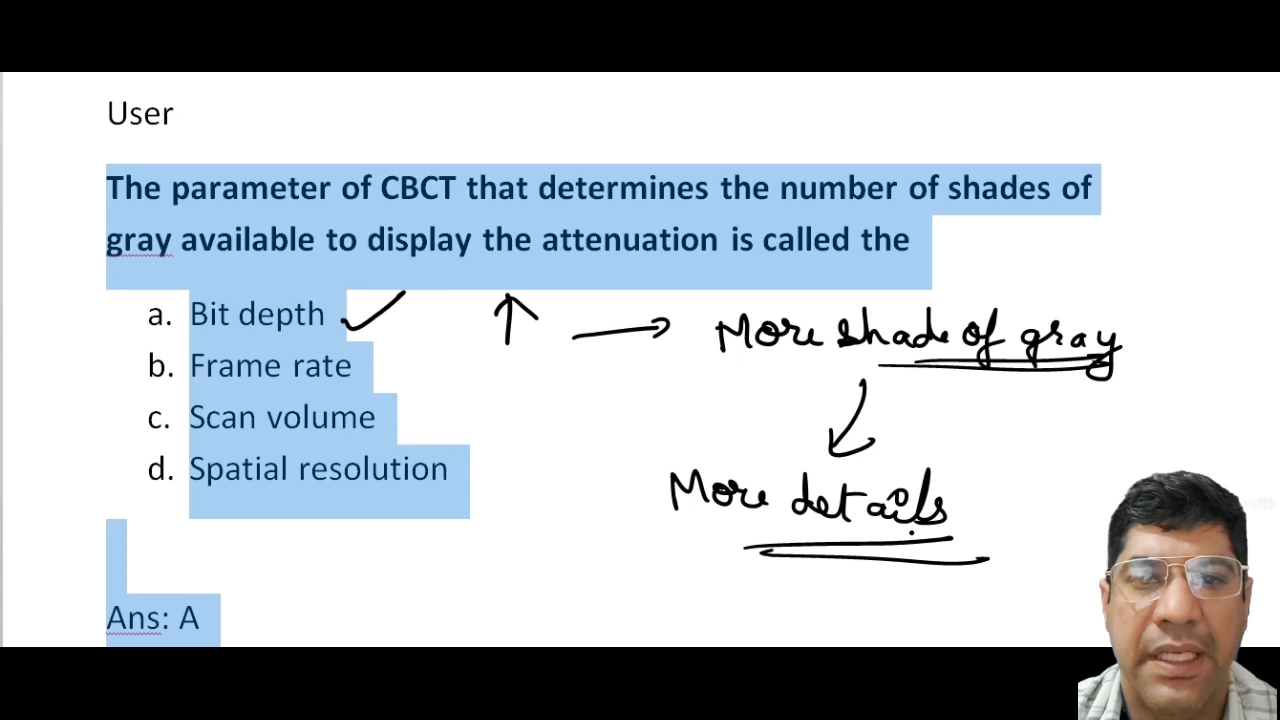 User
The parameter of CBCT that determines the number of shades of
gray available to display the attenuation is called the
a. Bit depth
b. Frame rate
c. Scan volume
d. Spatial resolution
More shade of gray
More details
Ans: A